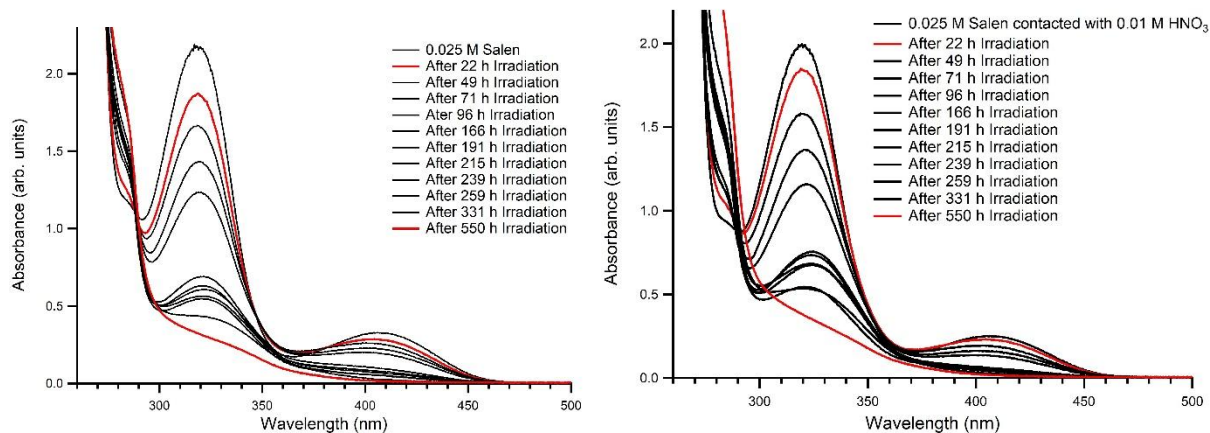 0.025 M Salen
After 22 h Irradiation
After 49 h Irradiation
After 71 h Irradiation
Ater 96 h Irradiation
After 166 h Irradiation
After 191 h Irradiation
After 215 h Irradiation
After 239 h Irradiation
After 259 h Irradiation
After 331 h Irradiation
After 550 h Irradiation
Absorbance (arb. units)
2.0
1.5
1.0
0.5
0.0
300 350 400 450 500
Wavelength (nm)
0.025 M Salen contacted with 0.01 M HNO₃
After 22 h Irradiation
After 49 h Irradiation
After 71 h Irradiation
After 96 h Irradiation
After 166 h Irradiation
After 191 h Irradiation
After 215 h Irradiation
After 239 h Irradiation
After 259 h Irradiation
After 331 h Irradiation
After 550 h Irradiation
Absorbance (arb. units)
2.0
1.5
1.0
0.5
0.0
300 350 400 450 500
Wavelength (nm)